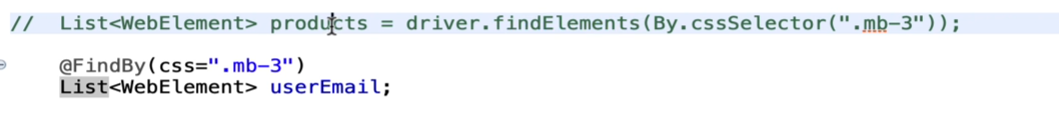 //  List<WebElement> products = driver.findElements(By.cssSelector(".mb-3"));
@FindBy(css=".mb-3")
List<WebElement> userEmail;